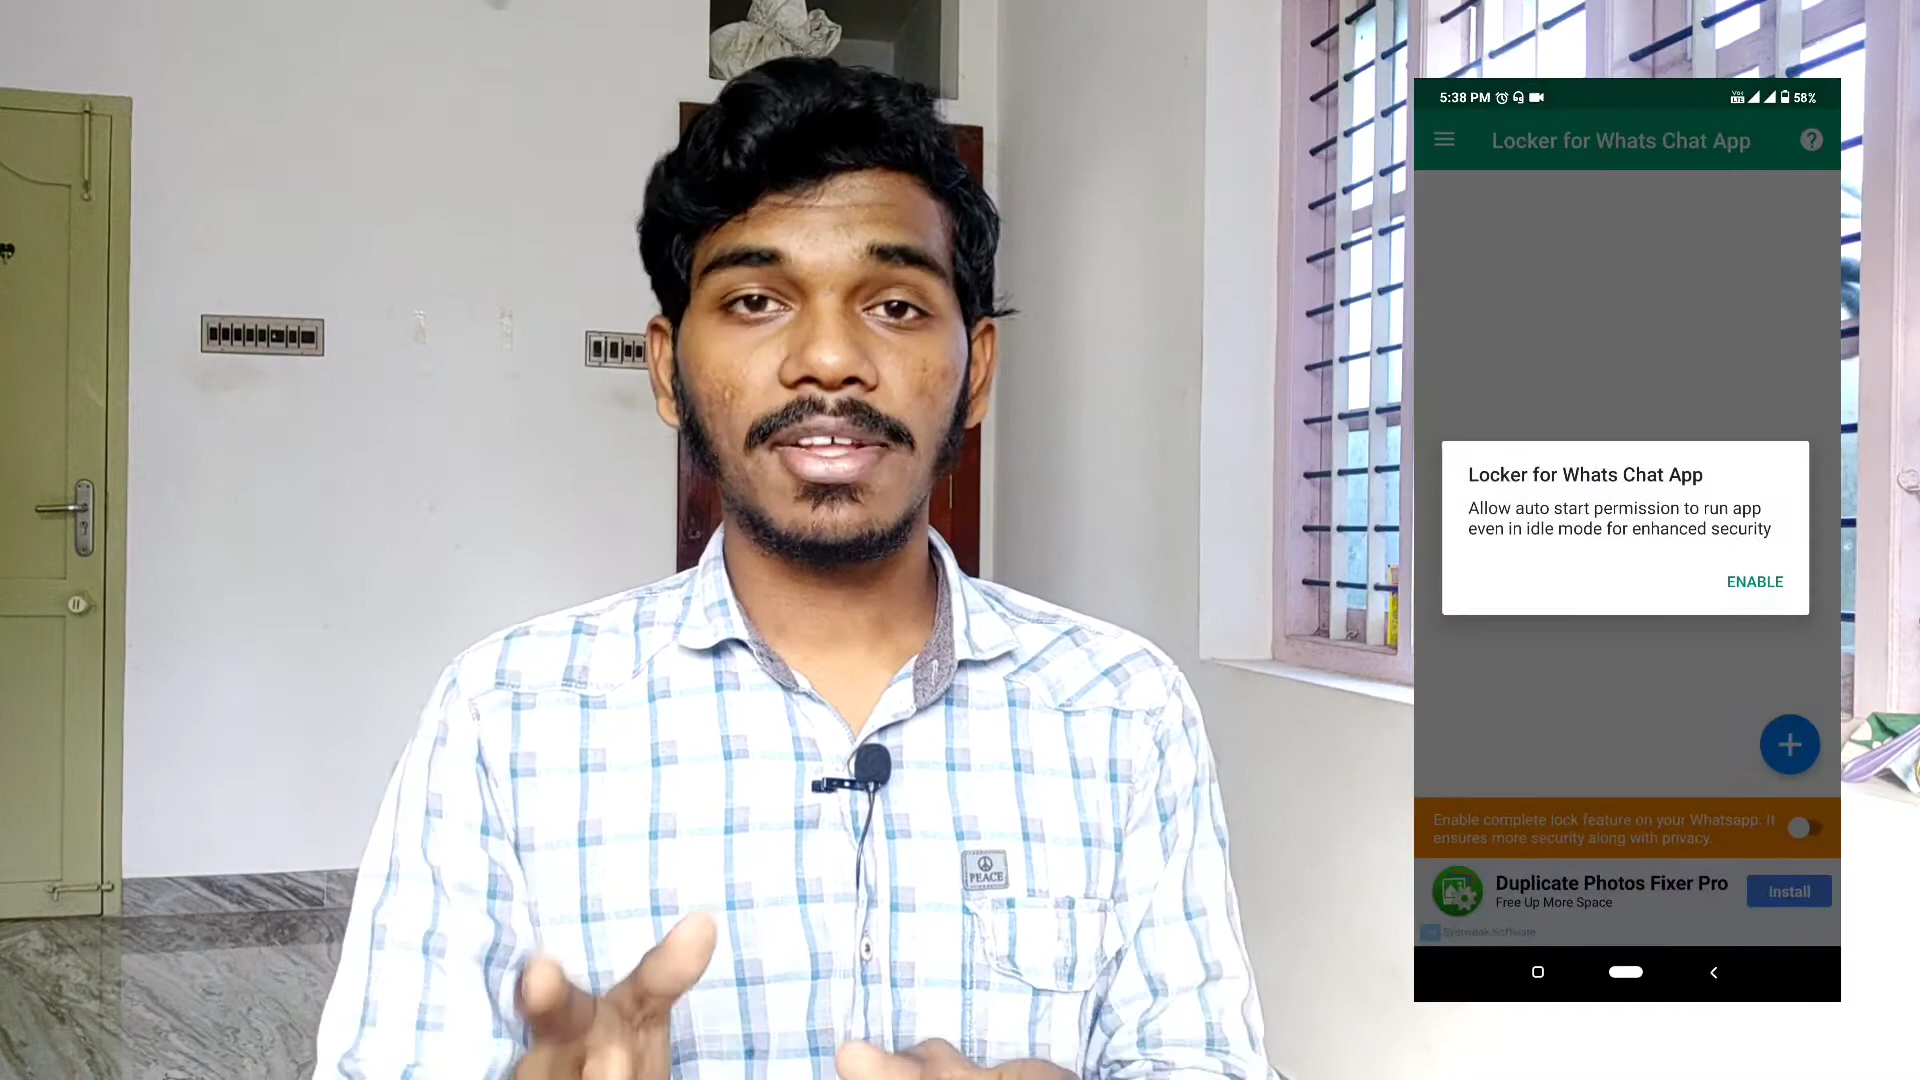 5:38 PM
Vo
LTE
58%
Locker for Whats Chat App
?
Locker for Whats Chat App
Allow auto start permission to run app
even in idle mode for enhanced security
ENABLE
Enable complete lock feature on your Whatsapp. It
ensures more security along with privacy.
Duplicate Photos Fixer Pro
Free Up More Space
Install
Systweak Software
PEACE